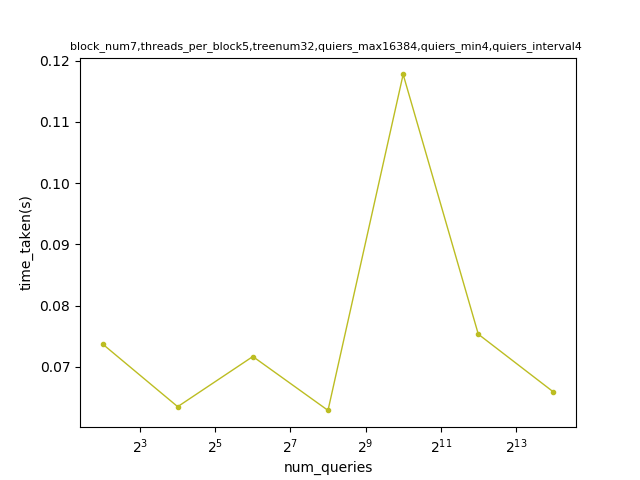 block_num7,threads_per_block5,treenum32,quiers_max16384,quiers_min4,quiers_interval4
0.12
0.11
0.10
0.09
0.08
0.07
time_taken(s)
2^3 2^5 2^7 2^9 2^11 2^13
num_queries